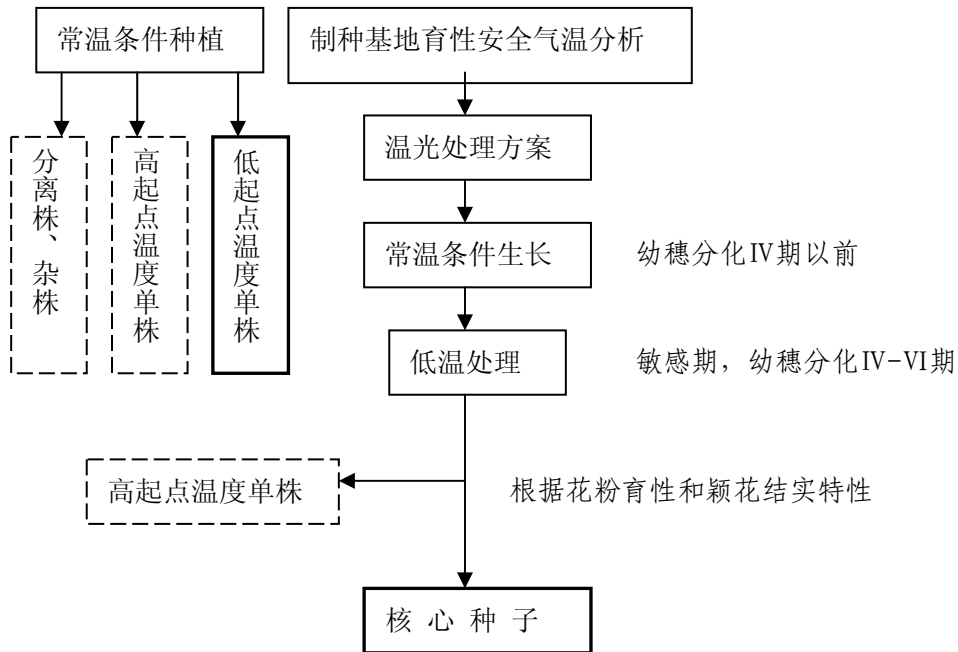 常温条件种植
制种基地育性安全气温分析
分离株、杂株
高起点温度单株
低起点温度单株
温光处理方案
常温条件生长
幼穗分化IV期以前
低温处理
敏感期，幼穗分化IV-VI期
高起点温度单株
根据花粉育性和颖花结实特性
核 心 种 子